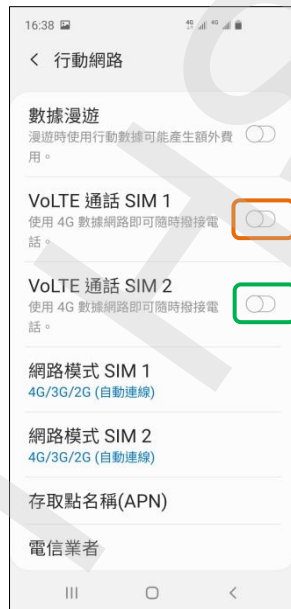 16:38
4G 4G
行動網路
數據漫遊
漫遊時使用行動數據可能產生額外費
用。
VoLTE 通話 SIM 1
使用 4G 數據網路即可隨時撥接電
話。
VoLTE 通話 SIM 2
使用 4G 數據網路即可隨時撥接電
話。
網路模式 SIM 1
4G/3G/2G (自動連線)
網路模式 SIM 2
4G/3G/2G (自動連線)
存取點名稱(APN)
電信業者